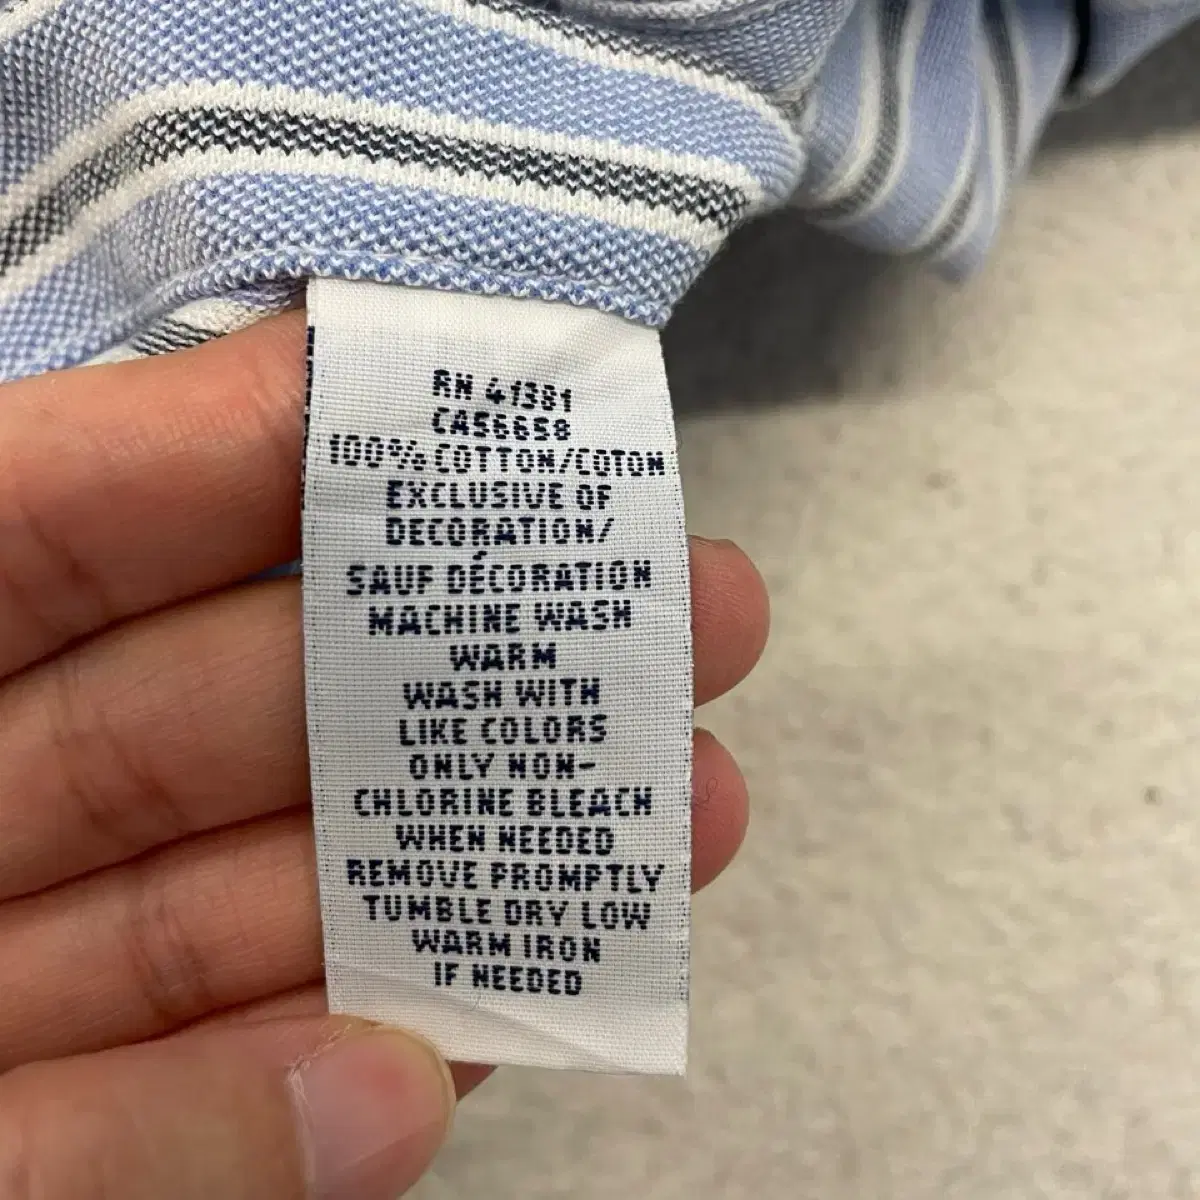 RN 41381
CA56658
100% COTTON/COTON
EXCLUSIVE OF
DECORATION/
SAUF DÉCORATION
MACHINE WASH
WARM
WASH WITH
LIKE COLORS
ONLY NON-
CHLORINE BLEACH
WHEN NEEDED
REMOVE PROMPTLY
TUMBLE DRY LOW
WARM IRON
IF NEEDED